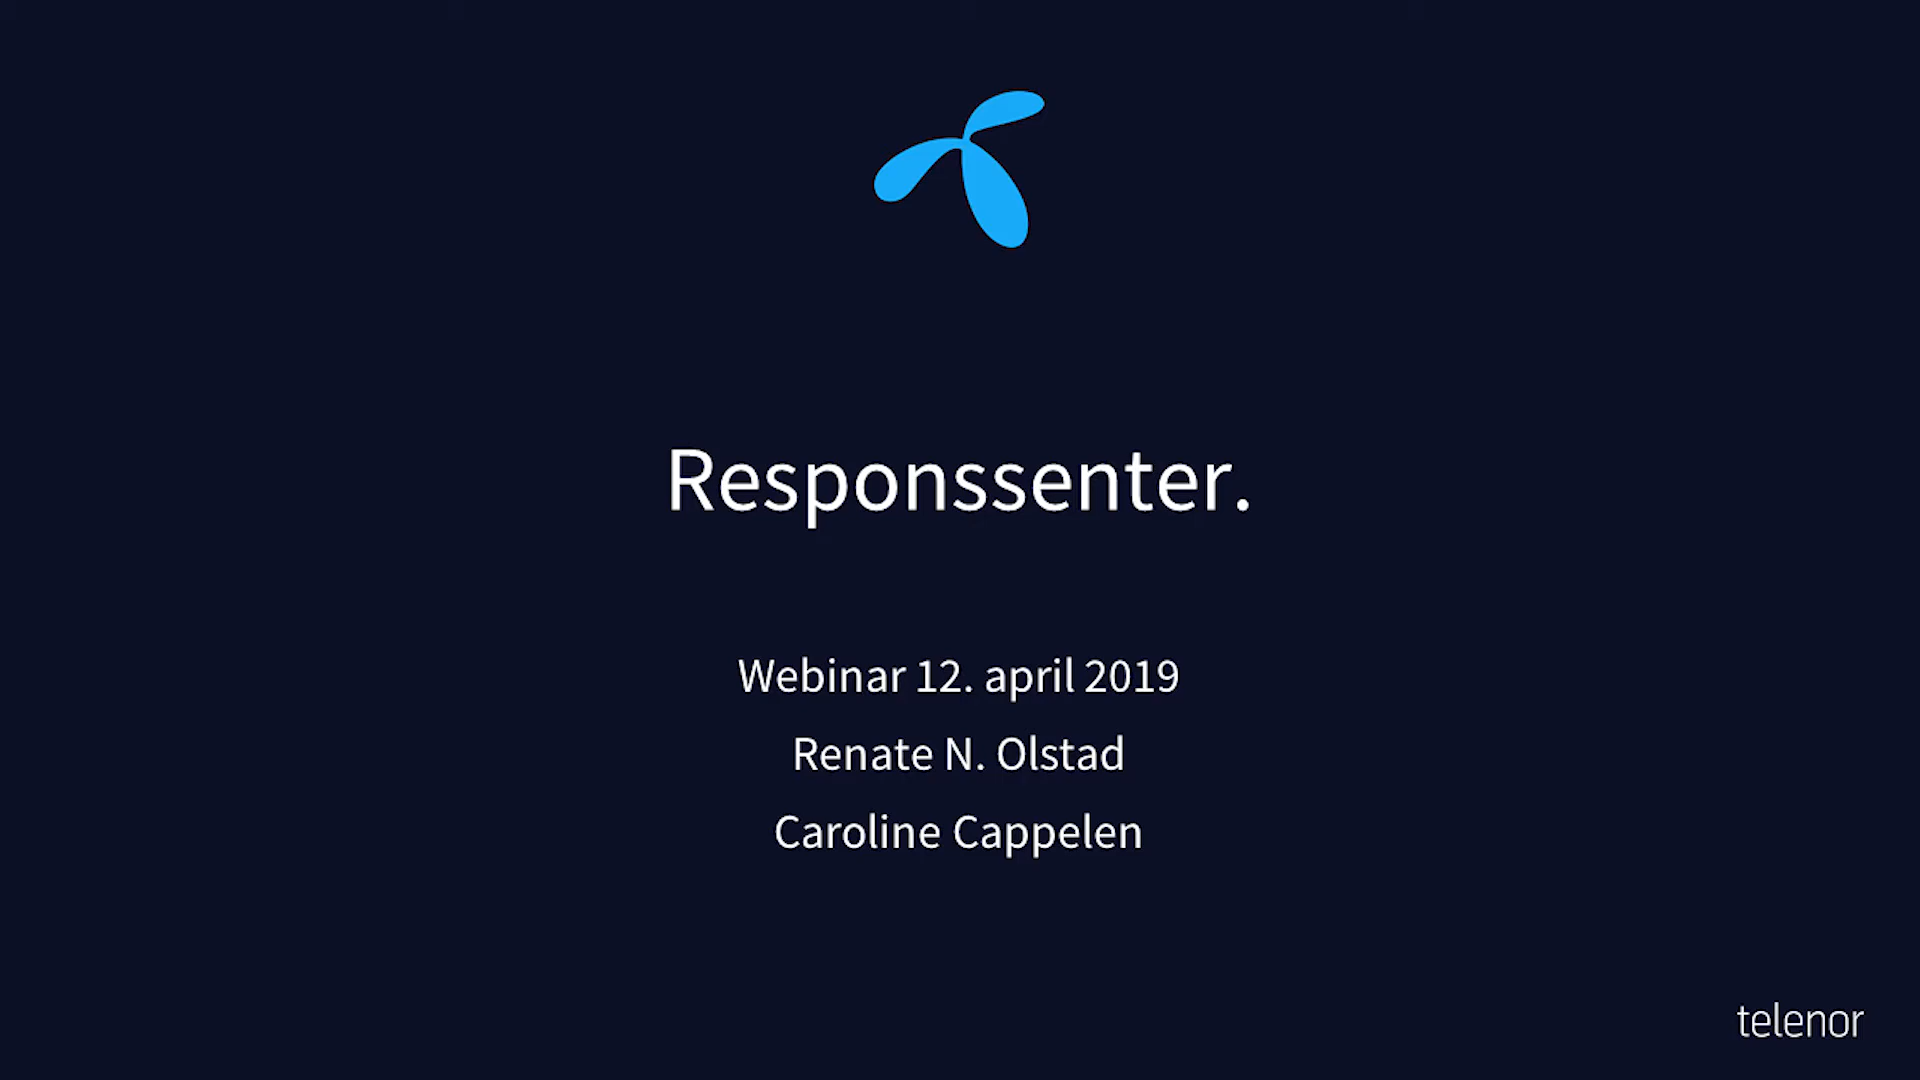 Responssenter.
Webinar 12. april 2019
Renate N. Olstad
Caroline Cappelen
telenor